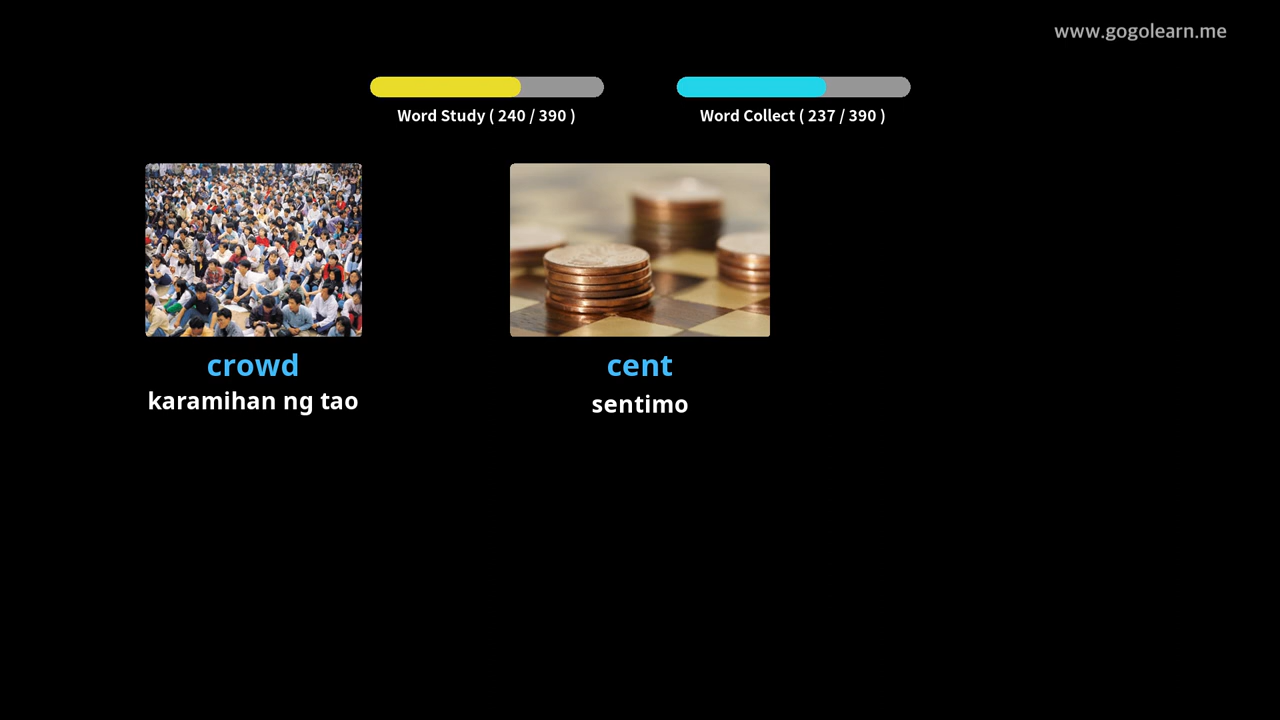 www.gogolearn.me
Word Study ( 240 / 390 )
Word Collect ( 237 / 390 )
crowd
karamihan ng tao
cent
sentimo